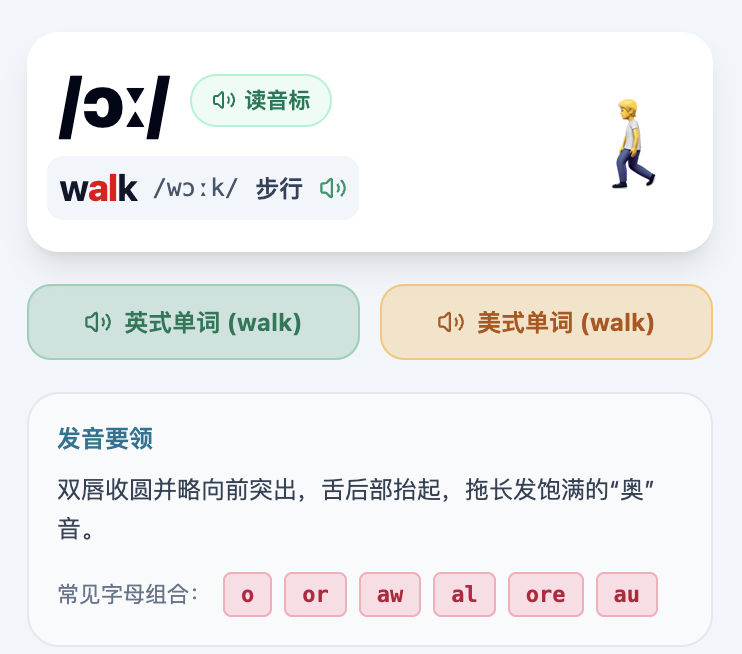 /ɔː/ 读音标
walk /wɔːk/ 步行
英式单词 (walk) 美式单词 (walk)
发音要领
双唇收圆并略向前突出，舌后部抬起，拖长发饱满的“奥”
音。
常见字母组合： o or aw al ore au